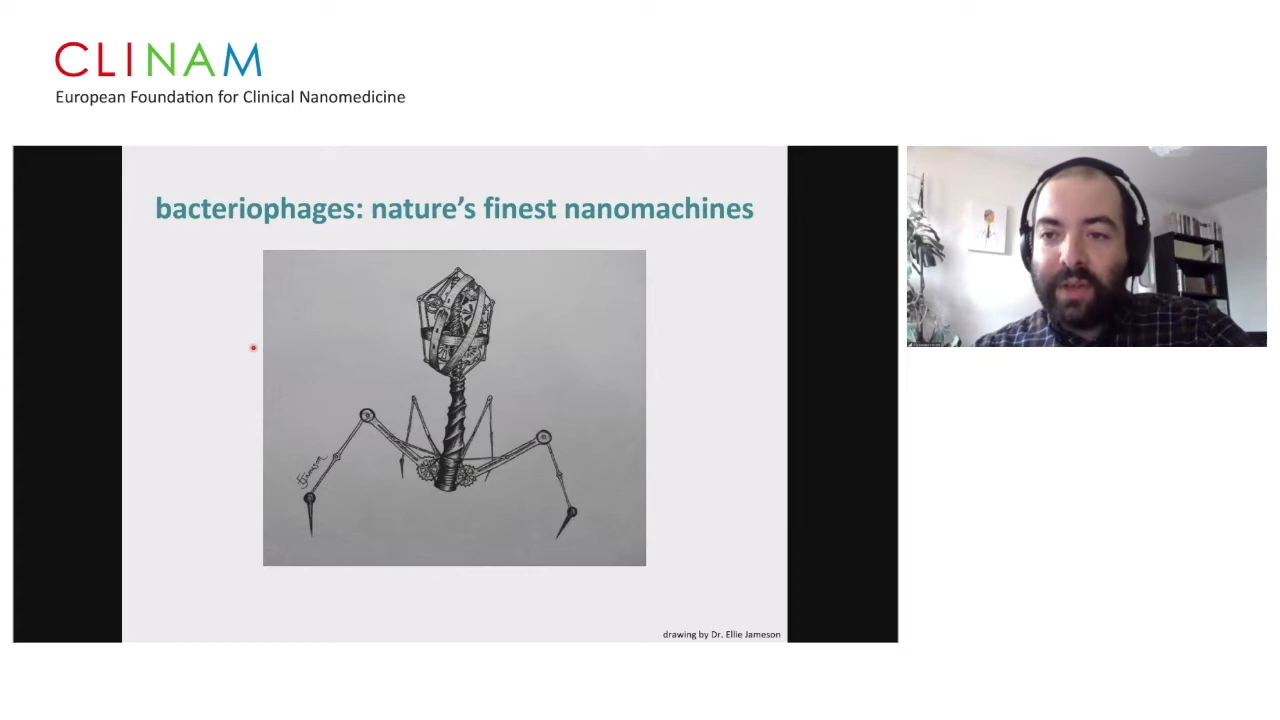 CLINAM
European Foundation for Clinical Nanomedicine
bacteriophages: nature's finest nanomachines
drawing by Dr. Ellie Jameson